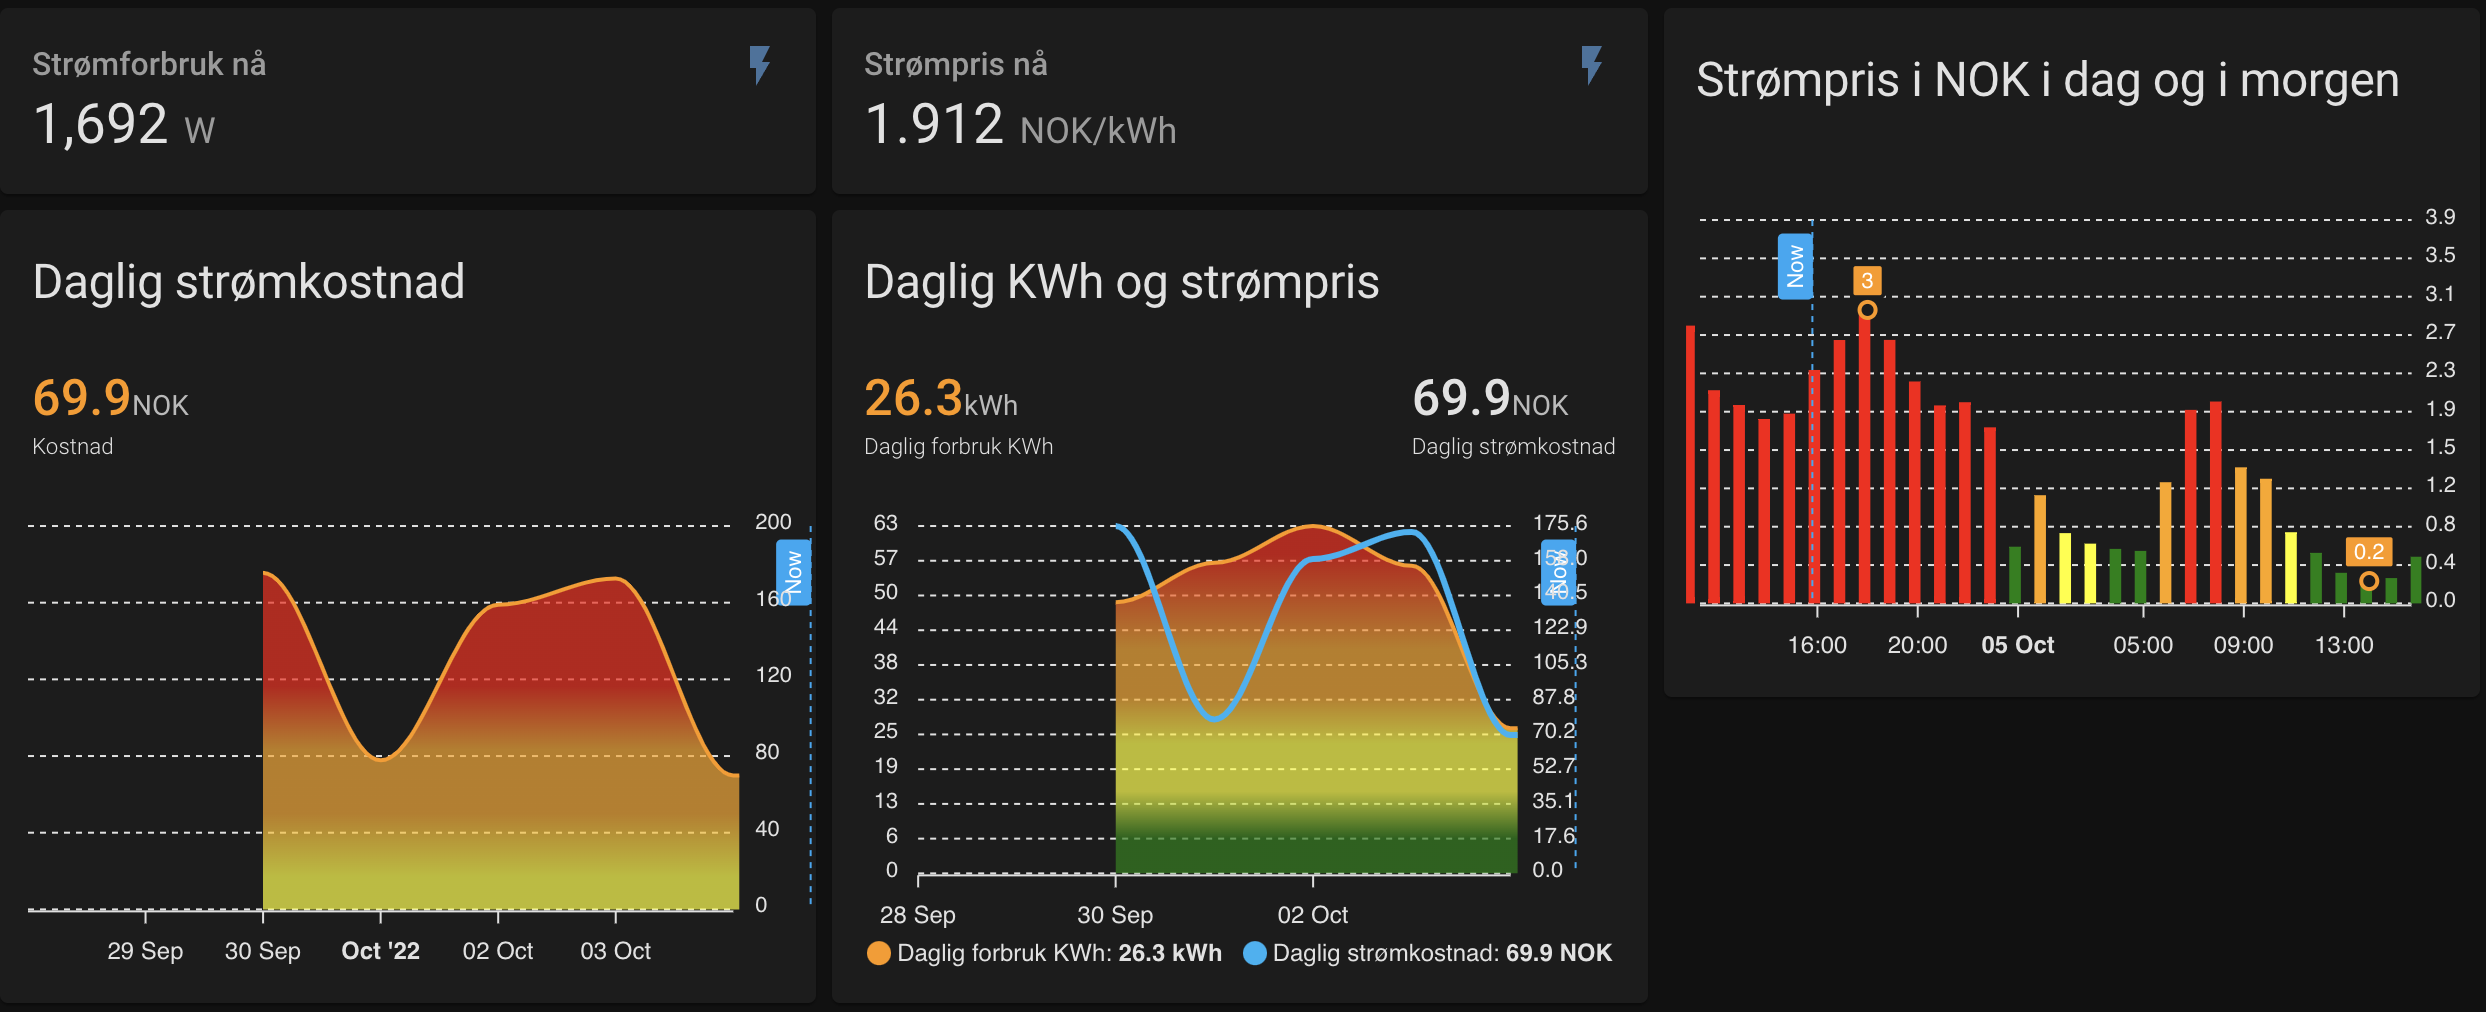 Strømforbruk nå
1,692 W
Strømpris nå
1.912 NOK/kWh
Strømpris i NOK i dag og i morgen
3.9
3.5
3.1
2.7
2.3
1.9
1.5
1.2
0.8
0.4
0.0
Now
3
0.2
16:00 20:00 05 Oct 05:00 09:00 13:00
Daglig strømkostnad
69.9NOK
Kostnad
200
160
120
80
40
0
Now
29 Sep 30 Sep Oct '22 02 Oct 03 Oct
Daglig KWh og strømpris
26.3kWh 69.9NOK
Daglig forbruk KWh Daglig strømkostnad
63 175.6
57 158.0
50 140.5
44 122.9
38 105.3
32 87.8
25 70.2
19 52.7
13 35.1
6 17.6
0 0.0
Now
28 Sep 30 Sep 02 Oct
Daglig forbruk KWh: 26.3 kWh Daglig strømkostnad: 69.9 NOK